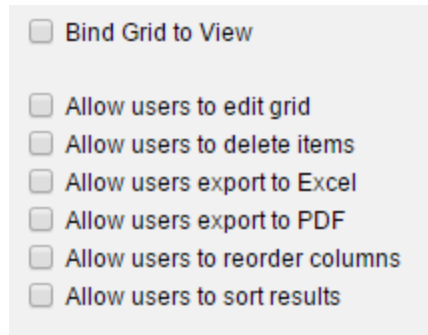 Bind Grid to View
Allow users to edit grid
Allow users to delete items
Allow users export to Excel
Allow users export to PDF
Allow users to reorder columns
Allow users to sort results